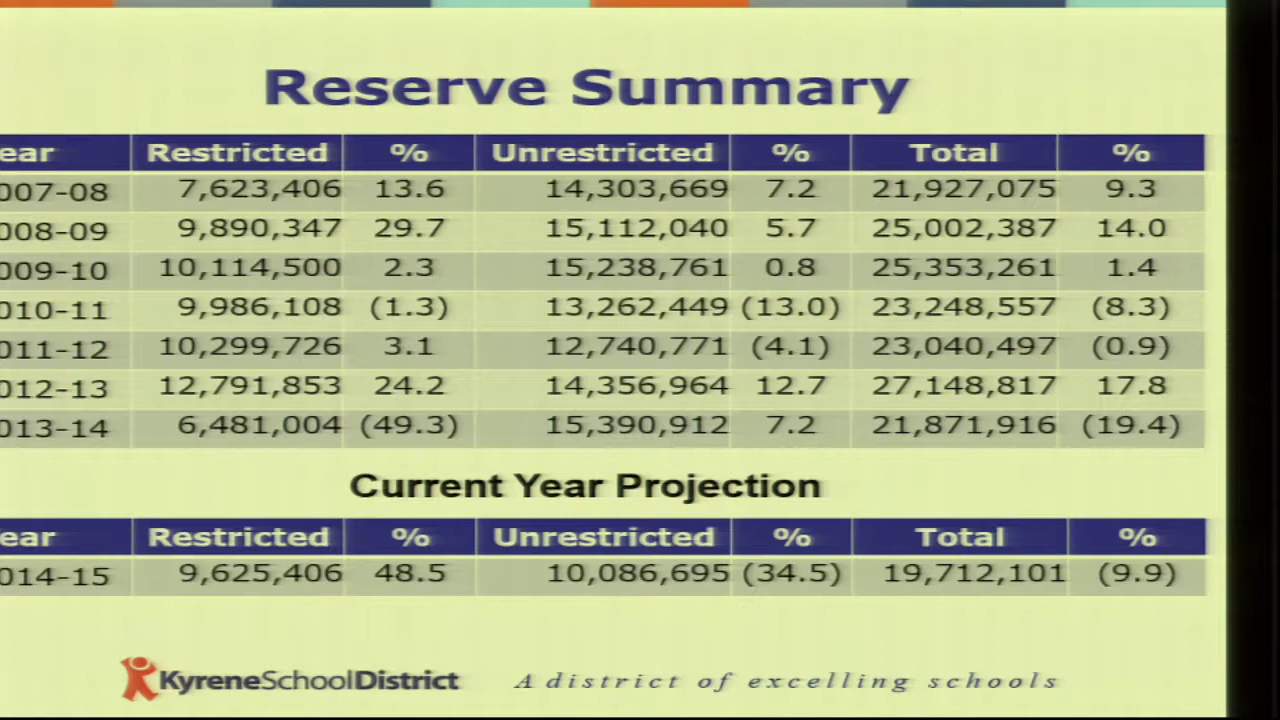 Reserve Summary
ear Restricted % Unrestricted % Total %
007-08 7,623,406 13.6 14,303,669 7.2 21,927,075 9.3
008-09 9,890,347 29.7 15,112,040 5.7 25,002,387 14.0
009-10 10,114,500 2.3 15,238,761 0.8 25,353,261 1.4
010-11 9,986,108 (1.3) 13,262,449 (13.0) 23,248,557 (8.3)
011-12 10,299,726 3.1 12,740,771 (4.1) 23,040,497 (0.9)
012-13 12,791,853 24.2 14,356,964 12.7 27,148,817 17.8
013-14 6,481,004 (49.3) 15,390,912 7.2 21,871,916 (19.4)
Current Year Projection
ear Restricted % Unrestricted % Total %
014-15 9,625,406 48.5 10,086,695 (34.5) 19,712,101 (9.9)
KyreneSchoolDistrict A district of excelling schools